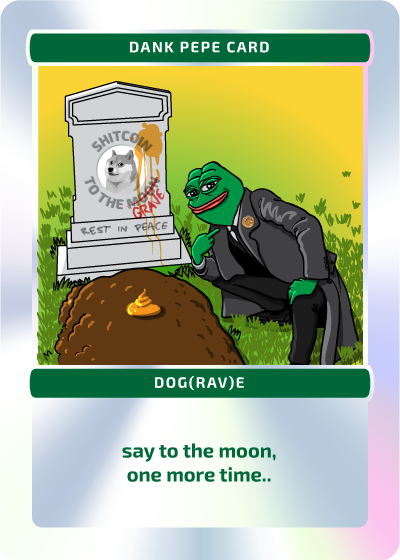 DANK PEPE CARD
SHITCOIN
TO THE MOON
GRAVE
REST IN PEACE
DOG(RAV)E
say to the moon,
one more time..